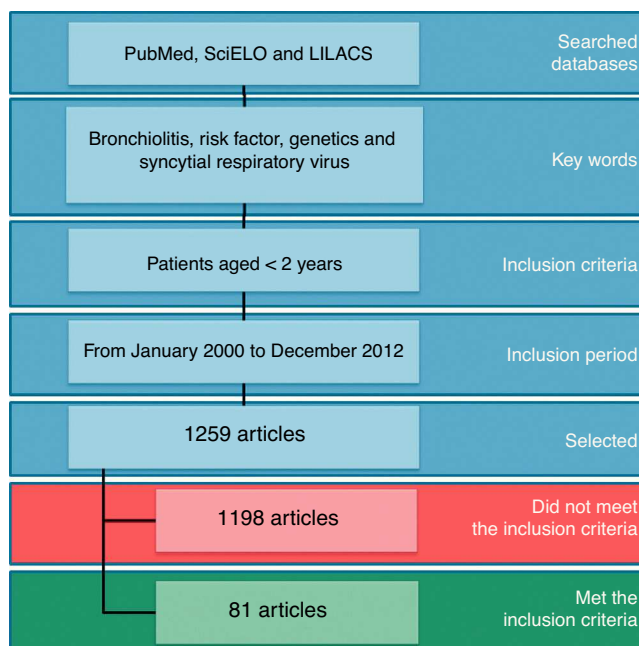 PubMed, SciELO and LILACS
Searched
databases
Bronchiolitis, risk factor, genetics and
syncytial respiratory virus
Key words
Patients aged < 2 years
Inclusion criteria
From January 2000 to December 2012
Inclusion period
1259 articles
Selected
1198 articles
Did not meet
the inclusion criteria
81 articles
Met the
inclusion criteria